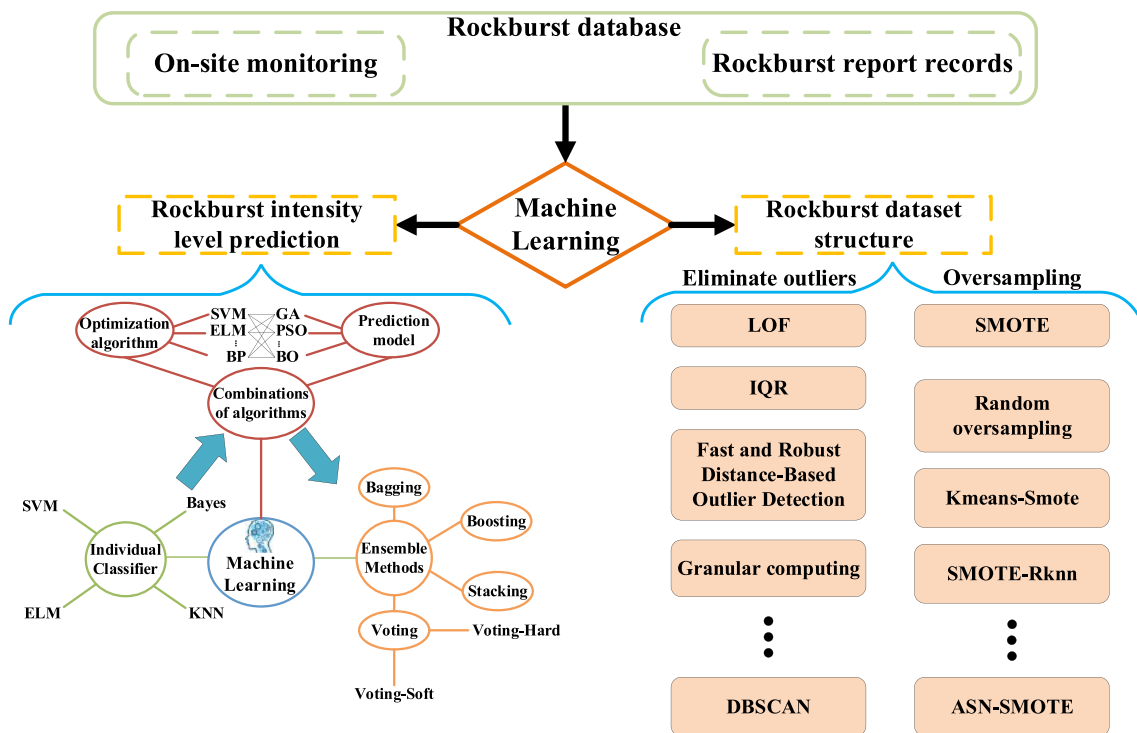 Rockburst database
On-site monitoring
Rockburst report records
Machine
Learning
Rockburst intensity
level prediction
Rockburst dataset
structure
Optimization
algorithm
SVM
ELM
BP
GA
PSO
BO
Prediction
model
Combinations
of algorithms
SVM
Bayes
Individual
Classifier
ELM
KNN
Machine
Learning
Bagging
Boosting
Ensemble
Methods
Stacking
Voting
Voting-Hard
Voting-Soft
Eliminate outliers
LOF
IQR
Fast and Robust
Distance-Based
Outlier Detection
Granular computing
DBSCAN
Oversampling
SMOTE
Random
oversampling
Kmeans-Smote
SMOTE-Rknn
ASN-SMOTE